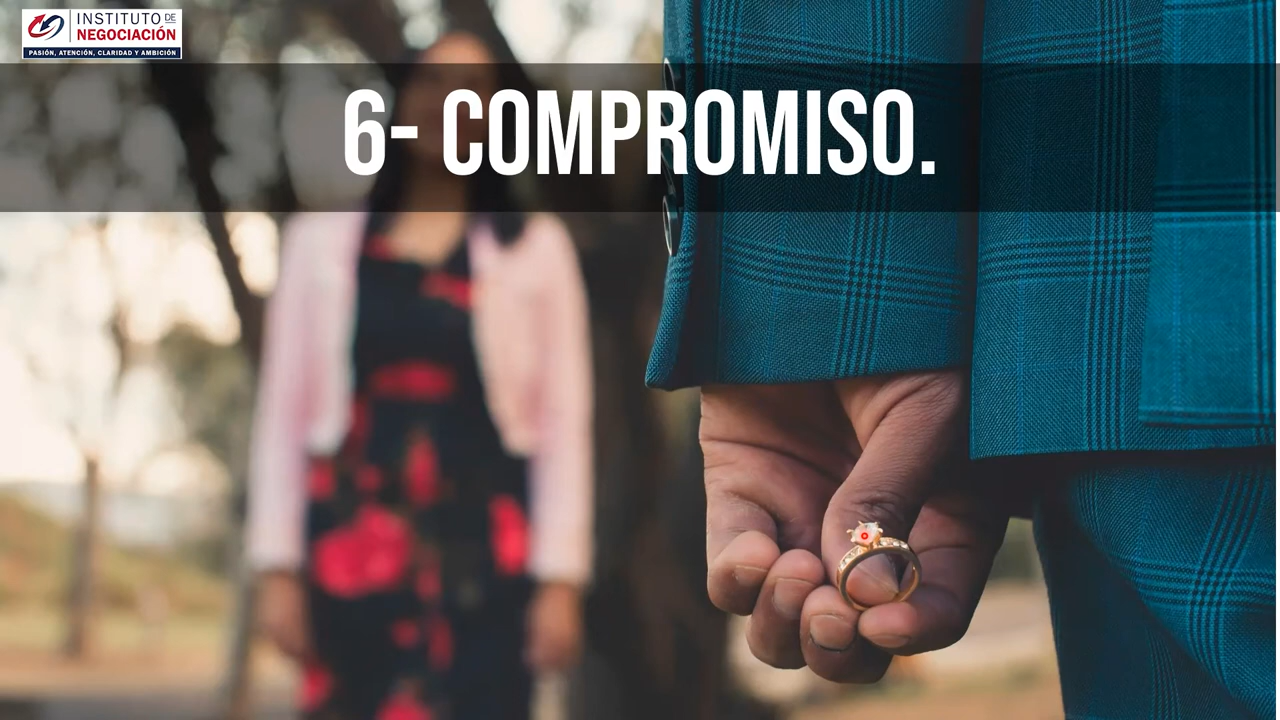 INSTITUTO DE
NEGOCIACIÓN
PASIÓN, ATENCIÓN, CLARIDAD Y AMBICIÓN
6- COMPROMISO.